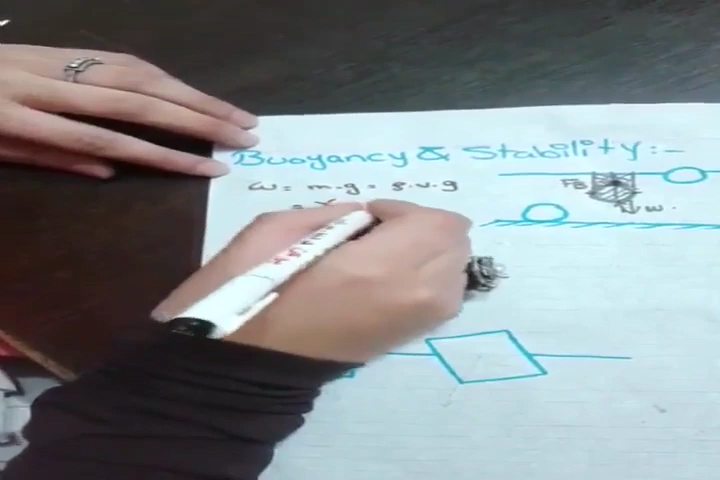 Buoyancy & Stability:-
w = m.g = ρ.v.g
FB
w.